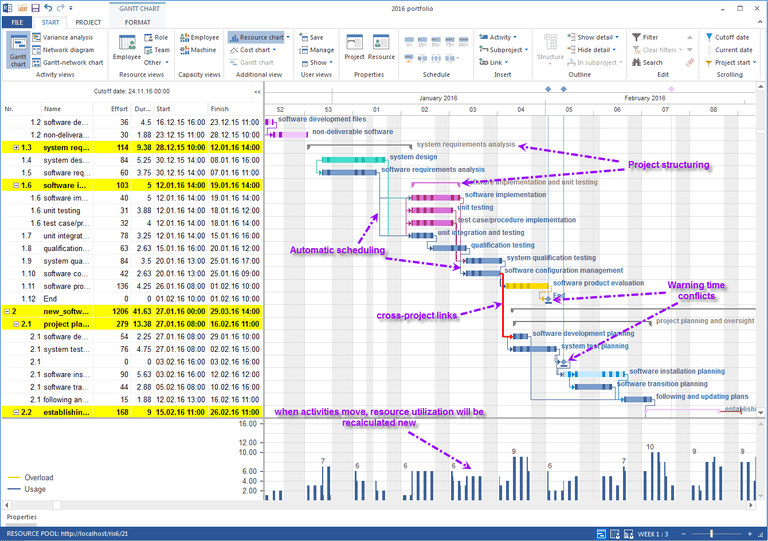 GANTT CHART
2016 portfolio
FILE
START
PROJECT
FORMAT
Gantt chart
Variance analysis
Network diagram
Gantt-network chart
Activity views
Employee
Role
Team
Other
Resource views
Employee
Machine
Capacity views
Resource chart
Cost chart
Gantt chart
Additional view
Save
Manage
Show
User views
Project
Resource
Properties
Schedule
Activity
Subproject
Link
Insert
Structure
Show detail
Hide detail
In subproject
Outline
Filter
Clear filters
Search
Editing
Cutoff date
Current date
Project start
Scrolling
Cutoff date: 24.11.16 00:00
<<
January 2016
February 2016
52 53 01 02 03 04 05 06 07 08
Nr. Name Effort Dur... Start Finish
1.2 software de... 36 4.5 16.12.15 16:00 23.12.15 11:00
1.2 non-delivera... 30 1.88 23.12.15 11:00 28.12.15 10:00
1.3 system req... 114 9.38 28.12.15 10:00 12.01.16 14:00
1.4 system des... 84 5.25 30.12.15 08:00 08.01.16 15:00
1.5 software req... 60 3.75 30.12.15 08:00 07.01.16 11:00
1.6 software i... 103 5 12.01.16 14:00 19.01.16 14:00
1.6 software im... 40 5 12.01.16 14:00 19.01.16 14:00
1.6 unit testing 31 3.88 12.01.16 14:00 18.01.16 12:00
1.6 test case/pr... 32 4 12.01.16 14:00 18.01.16 14:00
1.7 unit integrat... 78 3.25 12.01.16 14:00 15.01.16 16:00
1.8 qualification... 63 2.63 15.01.16 16:00 20.01.16 12:00
1.9 system qua... 84 3.5 20.01.16 13:00 25.01.16 17:00
1.10 software co... 42 2.63 20.01.16 13:00 25.01.16 09:00
1.11 software pro... 136 4.25 26.01.16 08:00 01.02.16 10:00
1.12 End 0 0 01.02.16 10:00 01.02.16 10:00
2 new_softw... 1206 41.63 27.01.16 00:00 29.03.16 14:00
2.1 project pla... 279 13.38 27.01.16 08:00 16.02.16 11:00
2.1 software de... 54 2.25 27.01.16 08:00 29.01.16 10:00
2.1 system test... 76 4.75 27.01.16 08:00 02.02.16 15:00
2.1 0 0 03.02.16 16:00 03.02.16 16:00
2.1 software ins... 90 5.63 05.02.16 08:00 12.02.16 14:00
2.1 software tra... 44 2.88 05.02.16 08:00 10.02.16 16:00
2.1 following an... 15 1.88 12.02.16 13:00 16.02.16 11:00
2.2 establishin... 168 9 15.02.16 11:00 26.02.16 11:00
software development files
non-deliverable software
system requirements analysis
system design
software requirements analysis
Project structuring
software implementation and unit testing
software implementation
unit testing
test case/procedure implementation
unit integration and testing
qualification testing
Automatic scheduling
system qualification testing
software configuration management
software product evaluation
End
Warning time conflicts
cross-project links
project planning and oversight
software development planning
system test planning
software installation planning
software transition planning
following and updating plans
establishi
when activities move, resource utilization will be
recalculated new
16.00
12.00
10.00
8.00
6.00
4.00
2.00
7 6 6 6 9 6 7 10 9 9
Overload
Usage
Properties
RESOURCE POOL: http://localhost/ris6/21
WEEK 1 : 3